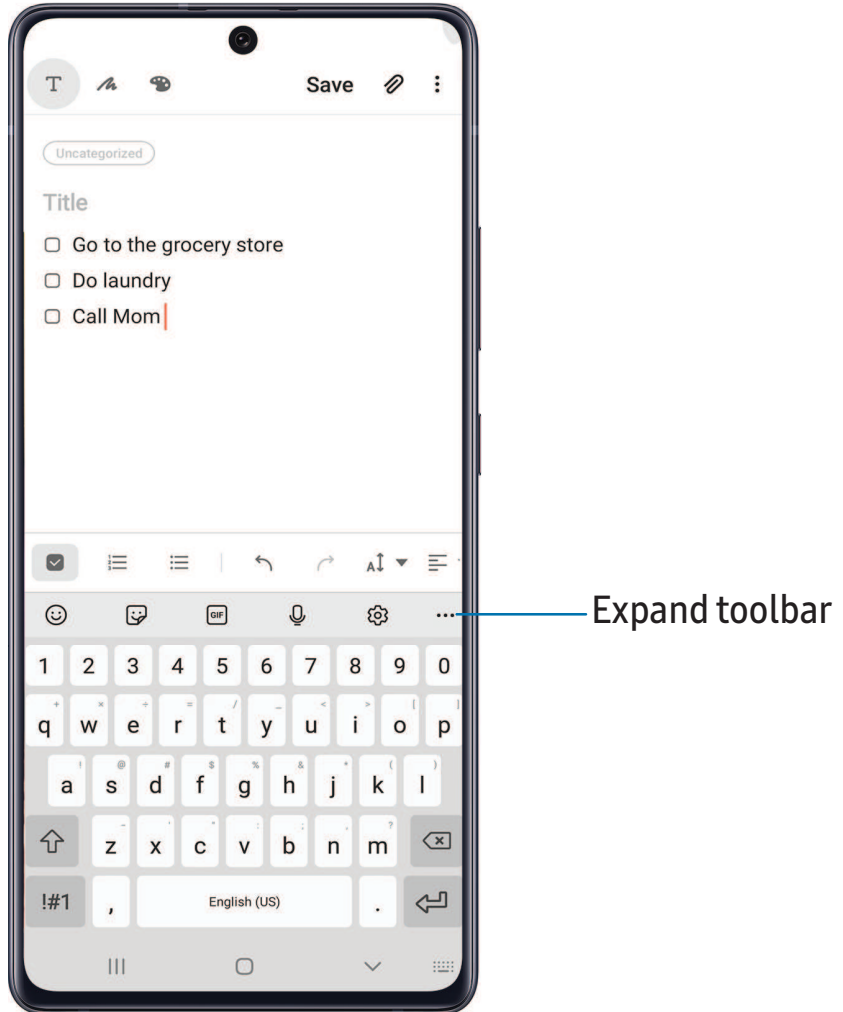 T
Save
Uncategorized
Title
Go to the grocery store
Do laundry
Call Mom
A
GIF
Expand toolbar
1 2 3 4 5 6 7 8 9 0
+ × ÷ = / _ < > [ ]
q w e r t y u i o p
! @ # $ % & * ( )
a s d f g h j k l
- ' " : ; , ?
z x c v b n m
!#1 , English (US) .